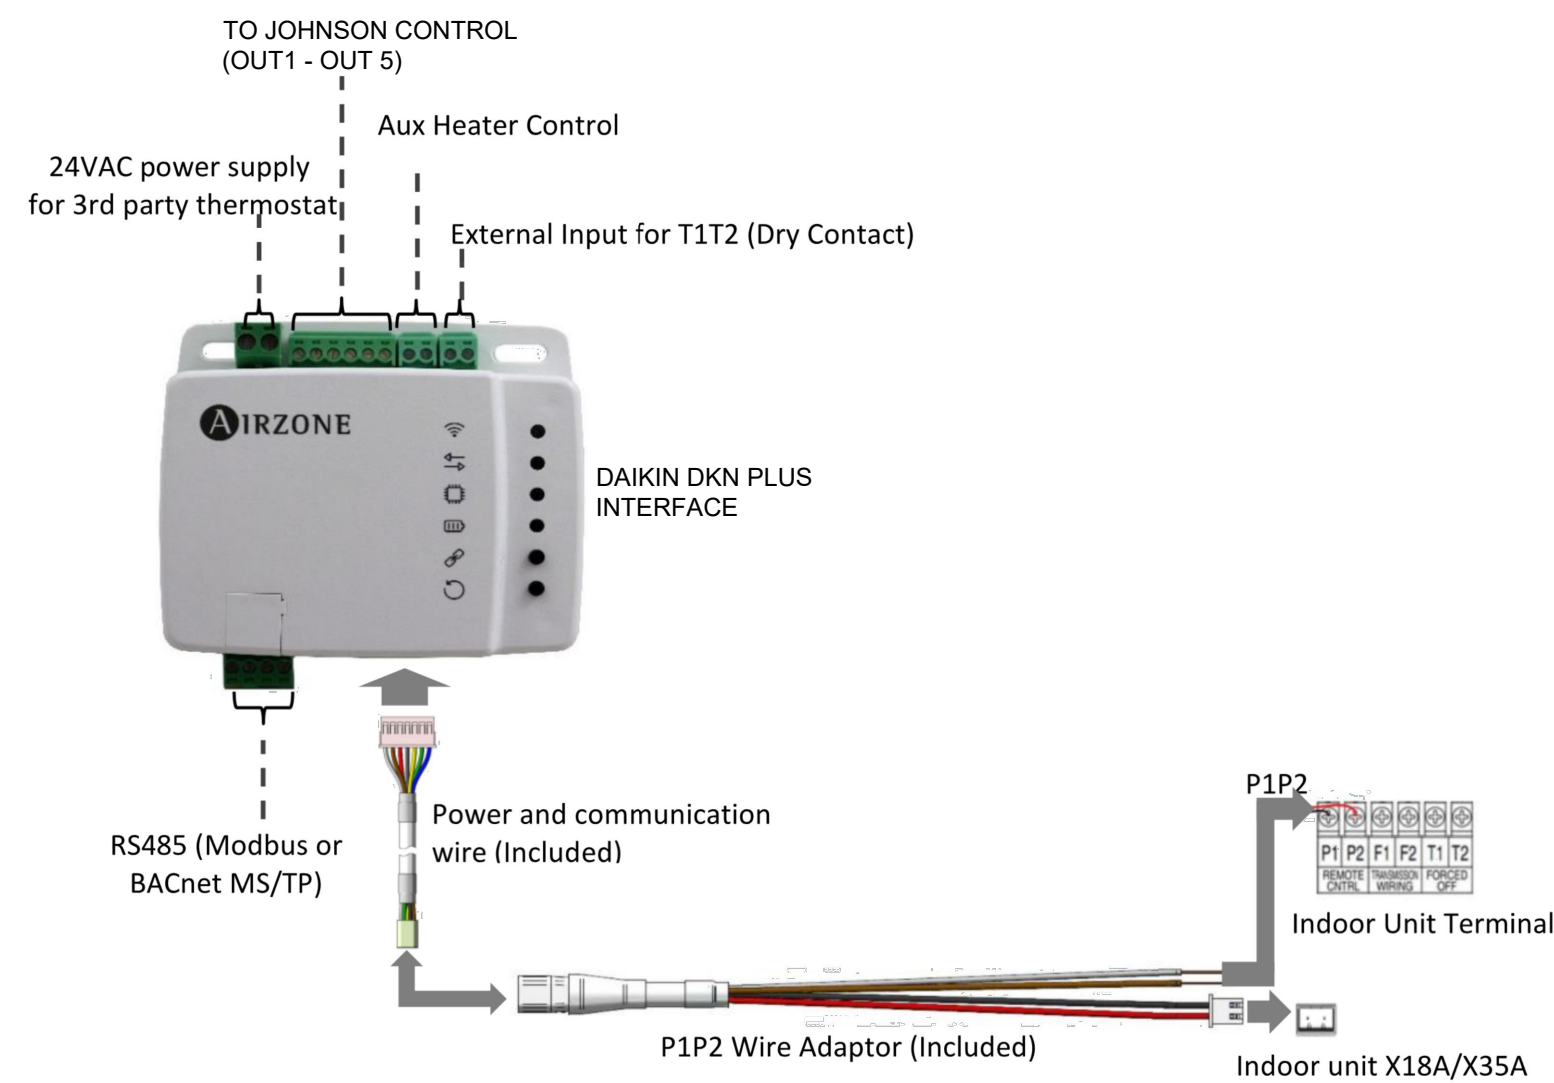 TO JOHNSON CONTROL
(OUT1 - OUT 5)
Aux Heater Control
24VAC power supply
for 3rd party thermostat
External Input for T1T2 (Dry Contact)
AIRZONE
DAIKIN DKN PLUS
INTERFACE
RS485 (Modbus or
BACnet MS/TP)
Power and communication
wire (Included)
P1P2
P1 P2 F1 F2 T1 T2
REMOTE CNTRL TRANSMISSON WIRING FORCED OFF
Indoor Unit Terminal
P1P2 Wire Adaptor (Included)
Indoor unit X18A/X35A